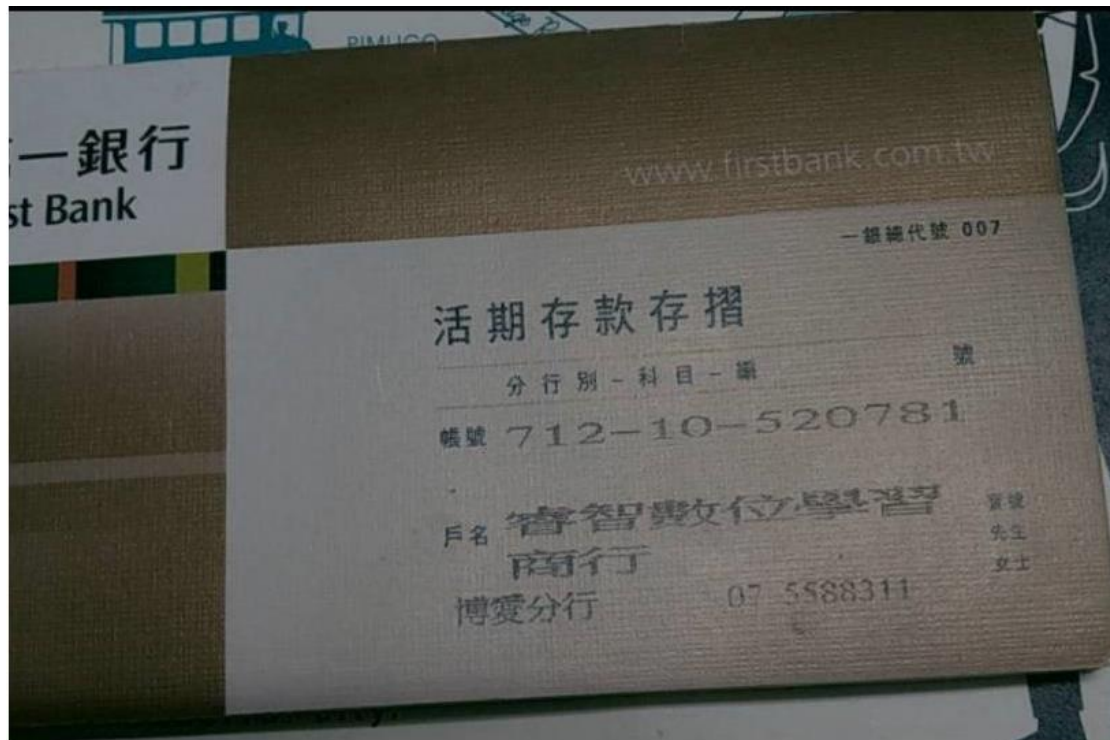 一銀行
st Bank
www.firstbank.com.tw
一銀總代號 007
活期存款存摺
分行別-科目-編 號
帳號 712-10-520781
戶名 睿智數位學習 寶號
商行 先生
女士
博愛分行 07 5588311